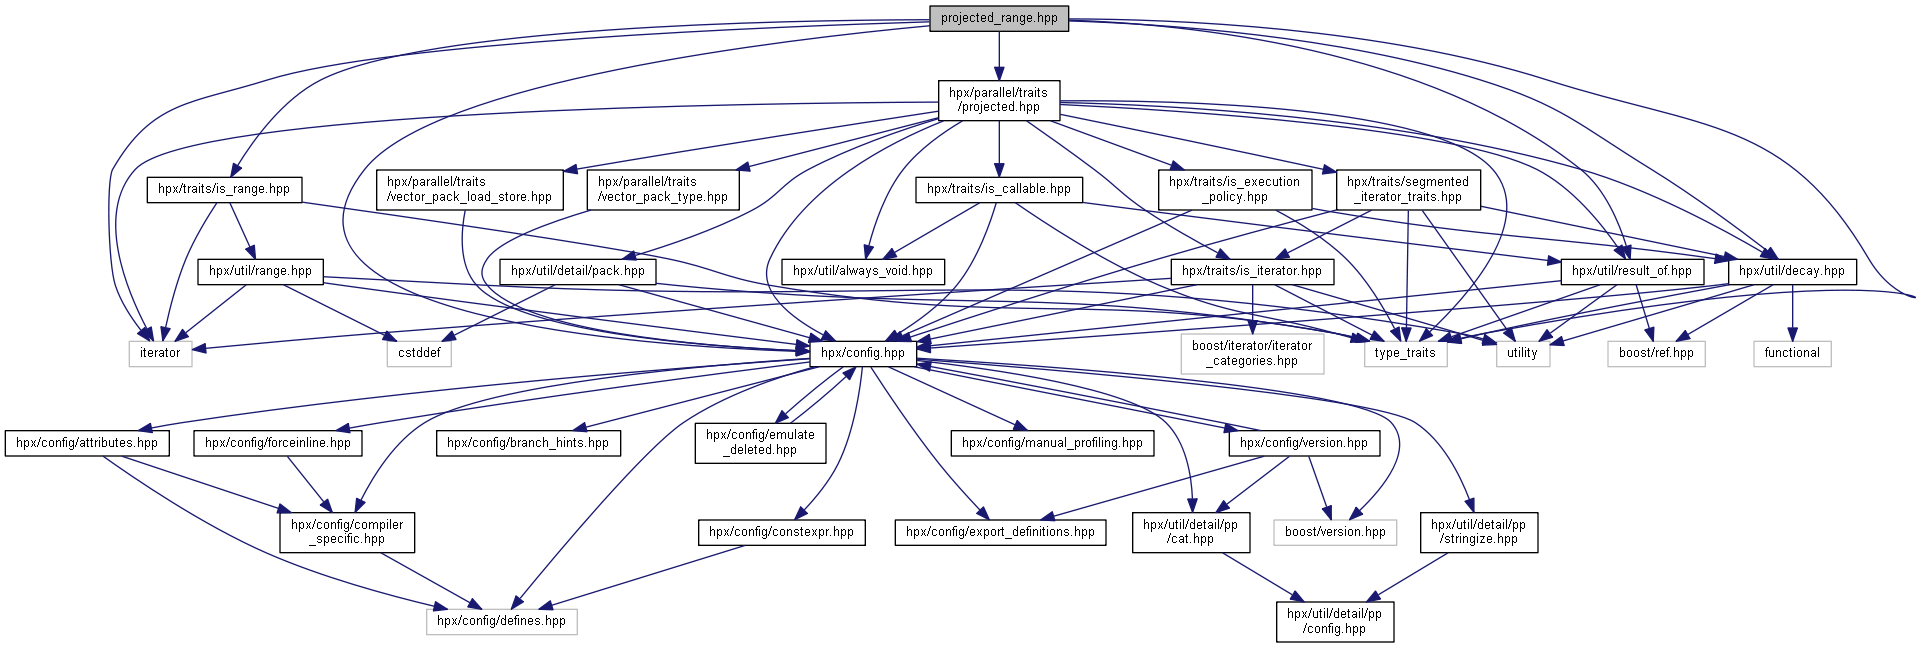 projected_range.hpp
hpx/parallel/traits
/projected.hpp
hpx/traits/is_range.hpp
hpx/parallel/traits
/vector_pack_load_store.hpp
hpx/parallel/traits
/vector_pack_type.hpp
hpx/traits/is_callable.hpp
hpx/traits/is_execution
_policy.hpp
hpx/traits/segmented
_iterator_traits.hpp
hpx/util/range.hpp
hpx/util/detail/pack.hpp
hpx/util/always_void.hpp
hpx/traits/is_iterator.hpp
hpx/util/result_of.hpp
hpx/util/decay.hpp
iterator
cstddef
hpx/config.hpp
boost/iterator/iterator
_categories.hpp
type_traits
utility
boost/ref.hpp
functional
hpx/config/attributes.hpp
hpx/config/forceinline.hpp
hpx/config/branch_hints.hpp
hpx/config/emulate
_deleted.hpp
hpx/config/manual_profiling.hpp
hpx/config/version.hpp
hpx/config/compiler
_specific.hpp
hpx/config/constexpr.hpp
hpx/config/export_definitions.hpp
hpx/util/detail/pp
/cat.hpp
boost/version.hpp
hpx/util/detail/pp
/stringize.hpp
hpx/config/defines.hpp
hpx/util/detail/pp
/config.hpp